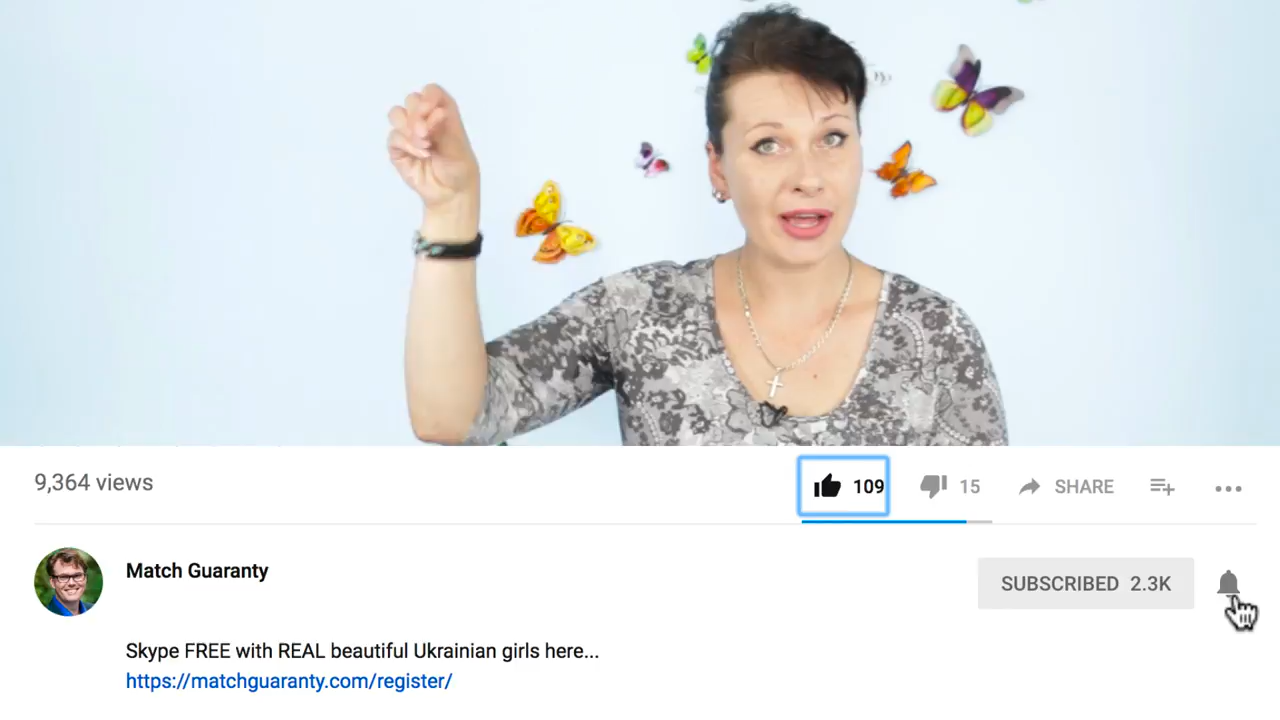 9,364 views
109
15
SHARE
Match Guaranty
SUBSCRIBED 2.3K
Skype FREE with REAL beautiful Ukrainian girls here...
https://matchguaranty.com/register/